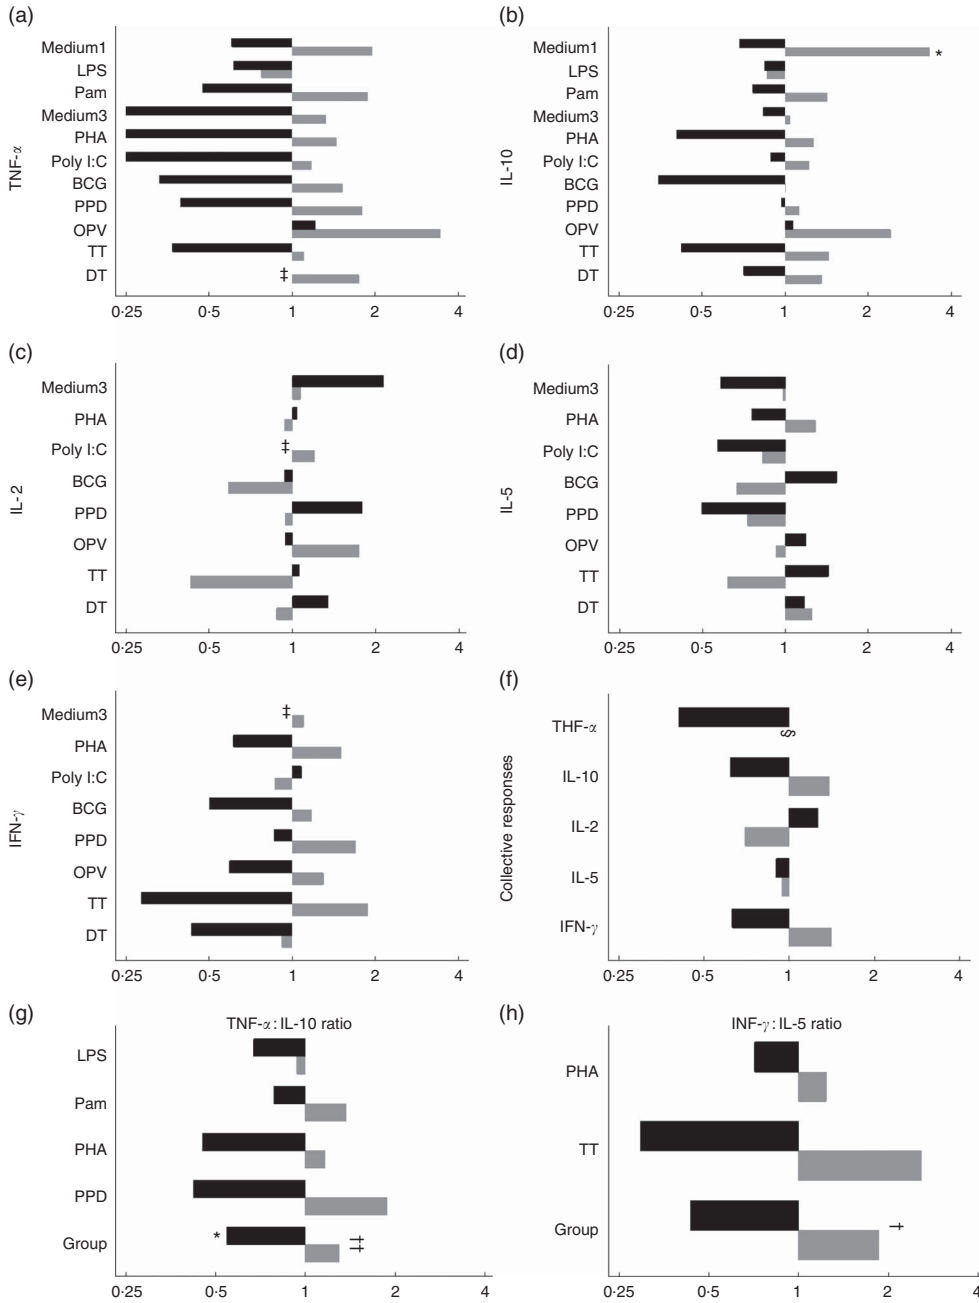 (a)
TNF-α
Medium1
LPS
Pam
Medium3
PHA
Poly I:C
BCG
PPD
OPV
TT
DT
‡
0·25 0·5 1 2 4
(b)
IL-10
Medium1
*
LPS
Pam
Medium3
PHA
Poly I:C
BCG
PPD
OPV
TT
DT
0·25 0·5 1 2 4
(c)
IL-2
Medium3
PHA
Poly I:C
‡
BCG
PPD
OPV
TT
DT
0·25 0·5 1 2 4
(d)
IL-5
Medium3
PHA
Poly I:C
BCG
PPD
OPV
TT
DT
0·25 0·5 1 2 4
(e)
IFN-γ
Medium3
‡
PHA
Poly I:C
BCG
PPD
OPV
TT
DT
0·25 0·5 1 2 4
(f)
Collective responses
THF-α
§
IL-10
IL-2
IL-5
IFN-γ
0·25 0·5 1 2 4
(g)
TNF-α: IL-10 ratio
LPS
Pam
PHA
PPD
Group
* ††
0·25 0·5 1 2 4
(h)
INF-γ: IL-5 ratio
PHA
TT
Group
†
0·25 0·5 1 2 4